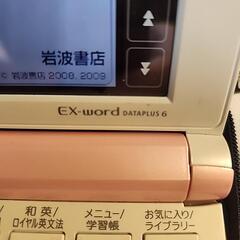 岩波書店
© 岩波書店 2008, 2009
EX-word DATAPLUS 6
和英/
ロイヤル英文法
メニュー/
学習帳
お気に入り/
ライブラリー